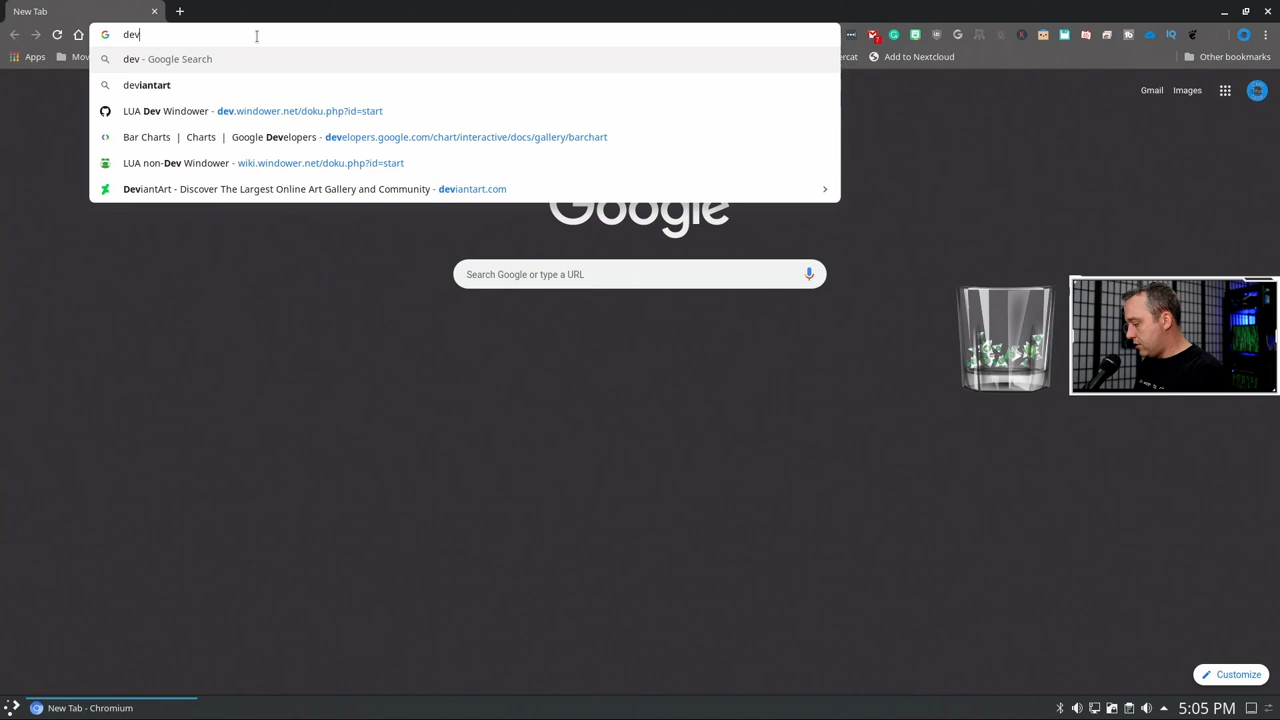 New Tab
dev
dev - Google Search
deviantart
LUA Dev Windower - dev.windower.net/doku.php?id=start
Bar Charts | Charts | Google Developers - developers.google.com/chart/interactive/docs/gallery/barchart
LUA non-Dev Windower - wiki.windower.net/doku.php?id=start
DeviantArt - Discover The Largest Online Art Gallery and Community - deviantart.com
Apps
Mov
ercat
Add to Nextcloud
Other bookmarks
Gmail
Images
Google
Search Google or type a URL
Customize
New Tab - Chromium
5:05 PM